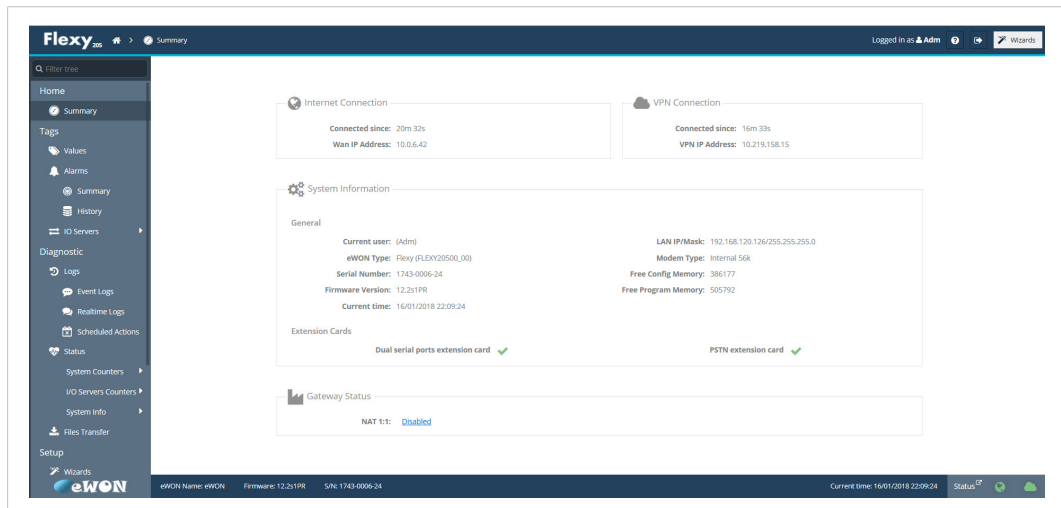 Flexy 20S > Summary
Logged in as Adm Wizards
Filter tree
Home
Summary
Tags
Values
Alarms
Summary
History
IO Servers
Diagnostic
Logs
Event Logs
Realtime Logs
Scheduled Actions
Status
System Counters
I/O Servers Counters
System Info
Files Transfer
Setup
Wizards
eWON
Internet Connection
Connected since: 20m 32s
Wan IP Address: 10.0.6.42
VPN Connection
Connected since: 16m 33s
VPN IP Address: 10.219.158.15
System Information
General
Current user: (Adm)
eWON Type: Flexy (FLEXY20500_00)
Serial Number: 1743-0006-24
Firmware Version: 12.2s1PR
Current time: 16/01/2018 22:09:24
LAN IP/Mask: 192.168.120.126/255.255.255.0
Modem Type: Internal 56k
Free Config Memory: 386177
Free Program Memory: 505792
Extension Cards
Dual serial ports extension card
PSTN extension card
Gateway Status
NAT 1:1: Disabled
eWON Name: eWON Firmware: 12.2s1PR S/N: 1743-0006-24
Current time: 16/01/2018 22:09:24 Status